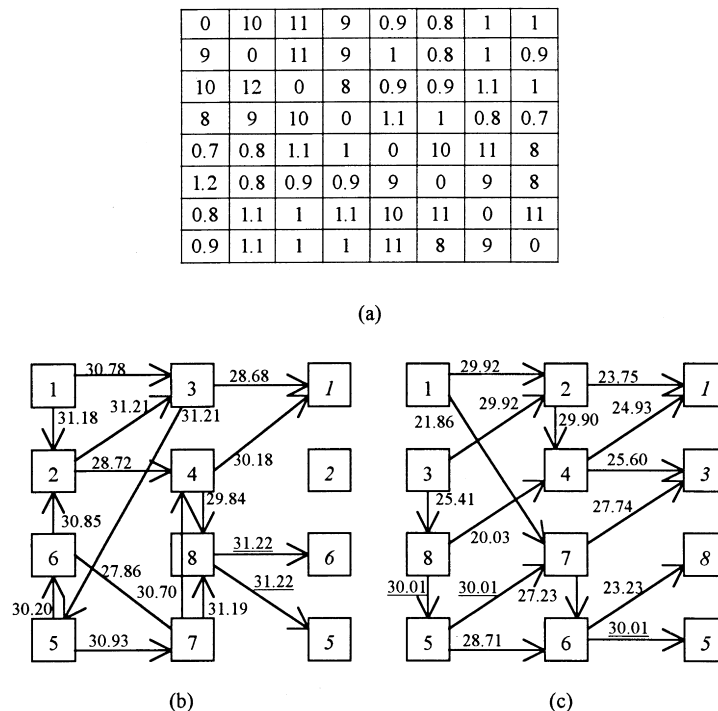 0 10 11 9 0.9 0.8 1 1
9 0 11 9 1 0.8 1 0.9
10 12 0 8 0.9 0.9 1.1 1
8 9 10 0 1.1 1 0.8 0.7
0.7 0.8 1.1 1 0 10 11 8
1.2 0.8 0.9 0.9 9 0 9 8
0.8 1.1 1 1.1 10 11 0 11
0.9 1.1 1 1 11 8 9 0
(a)
1 30.78 3 28.68 1
31.18 31.21 31.21
2 28.72 4 30.18 2
29.84
30.85
6 27.86 8 31.22 6
30.20 30.70 31.19 31.22
5 30.93 7 5
(b)
1 29.92 2 23.75 1
21.86 29.92 29.90 24.93
3 4 25.60 3
25.41 27.74
20.03
8 7 8
30.01 30.01 27.23 23.23
5 28.71 6 30.01 5
(c)